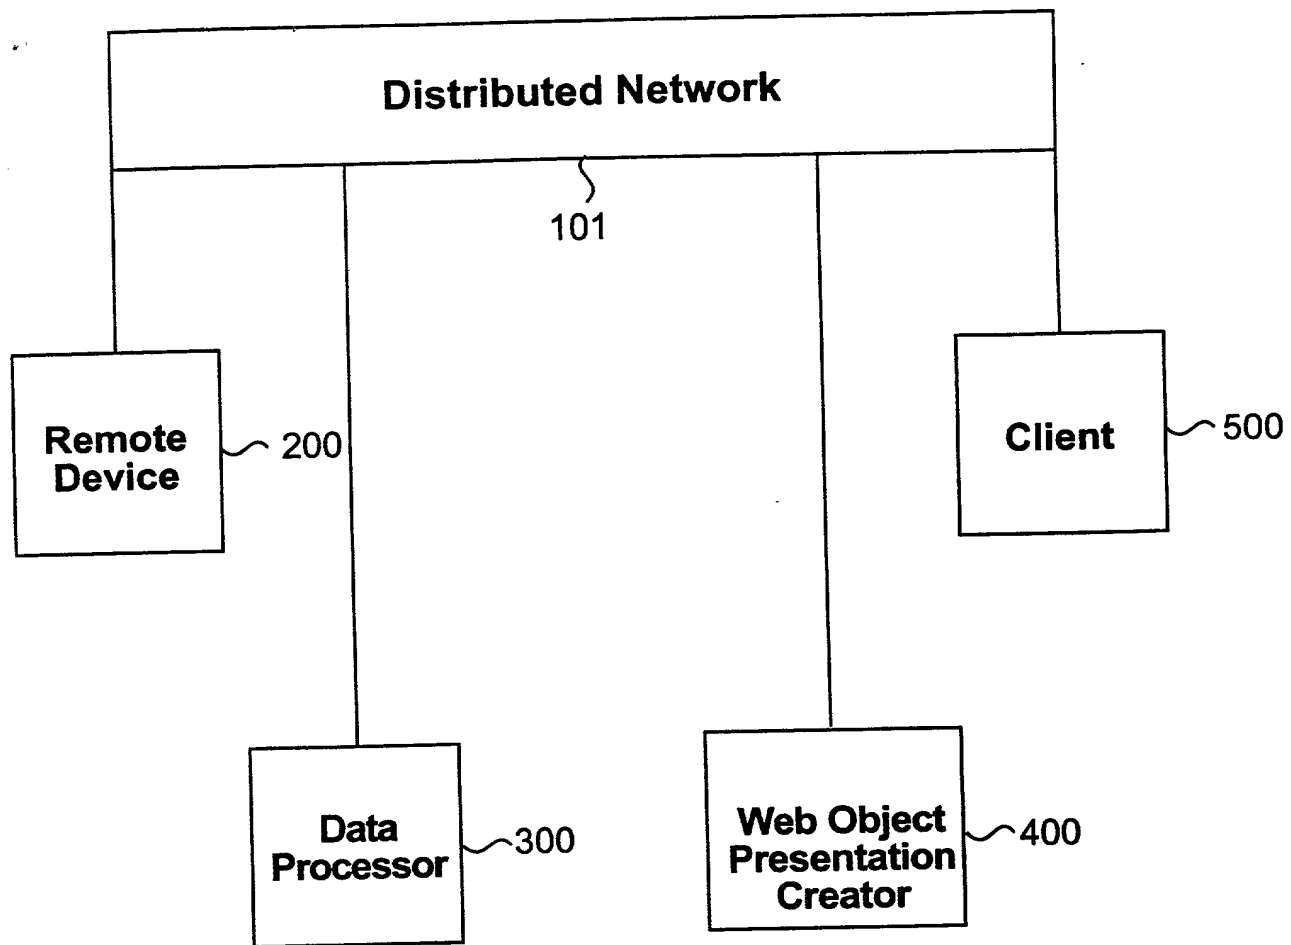 Distributed Network
101
Remote
Device
200
Client
500
Data
Processor
300
Web Object
Presentation
Creator
400